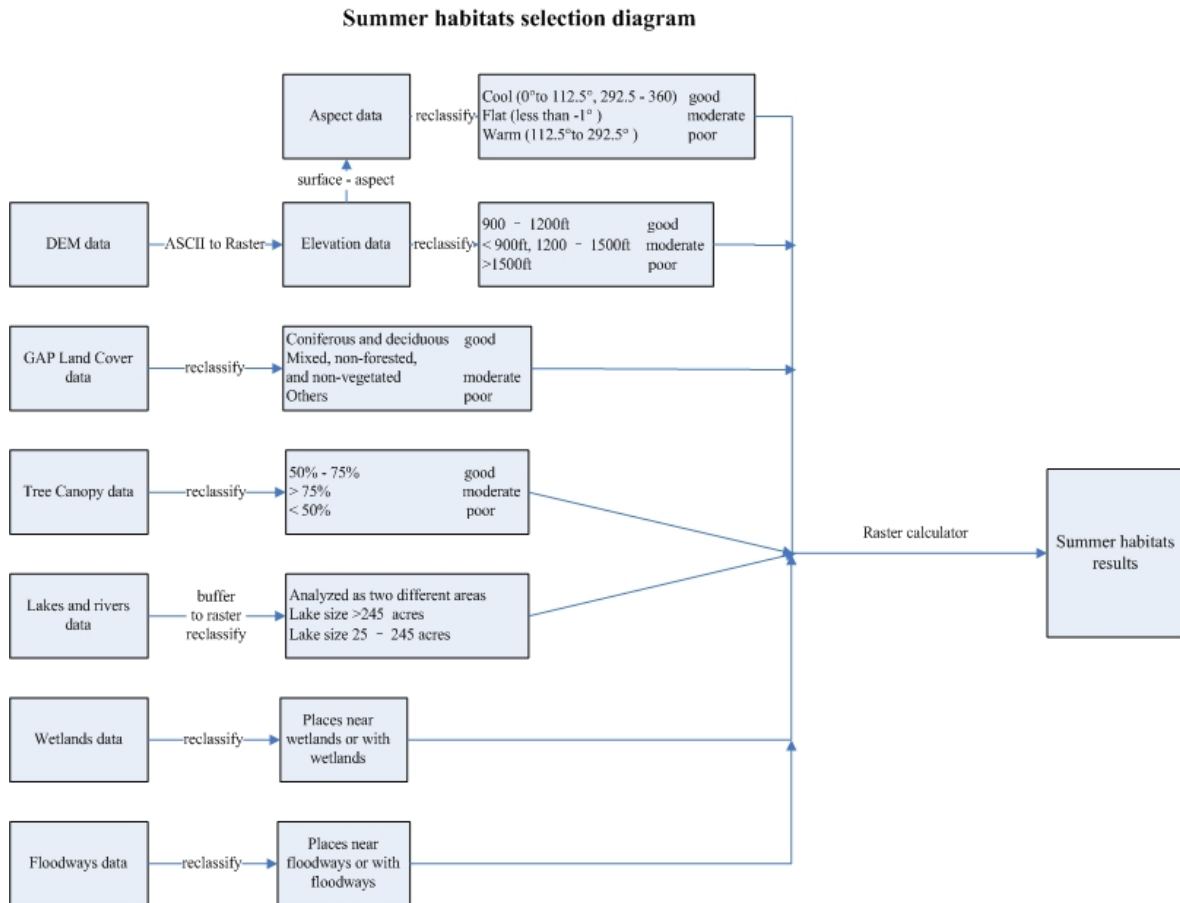 Summer habitats selection diagram
Aspect data
reclassify
Cool (0°to 112.5°, 292.5 - 360) good
Flat (less than -1° ) moderate
Warm (112.5°to 292.5° ) poor
surface - aspect
DEM data
ASCII to Raster
Elevation data
reclassify
900 – 1200ft good
< 900ft, 1200 – 1500ft moderate
>1500ft poor
GAP Land Cover
data
reclassify
Coniferous and deciduous good
Mixed, non-forested,
and non-vegetated moderate
Others poor
Tree Canopy data
reclassify
50% - 75% good
> 75% moderate
< 50% poor
Raster calculator
Summer habitats
results
Lakes and rivers
data
buffer
to raster
reclassify
Analyzed as two different areas
Lake size >245 acres
Lake size 25 – 245 acres
Wetlands data
reclassify
Places near
wetlands or with
wetlands
Floodways data
reclassify
Places near
floodways or with
floodways